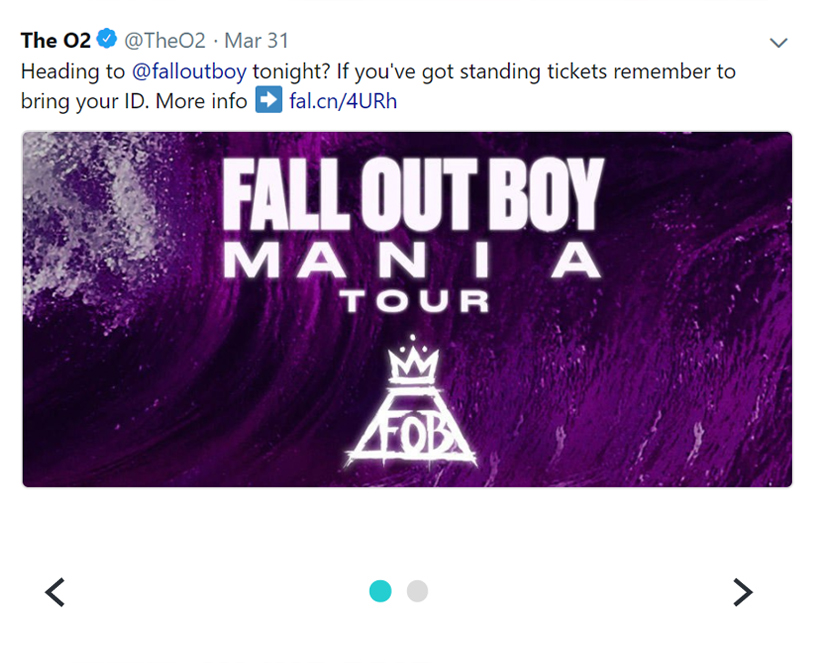 The O2 @TheO2 · Mar 31
Heading to @falloutboy tonight? If you've got standing tickets remember to
bring your ID. More info ➡️ fal.cn/4URh
FALL OUT BOY
MANIA
TOUR
FOB